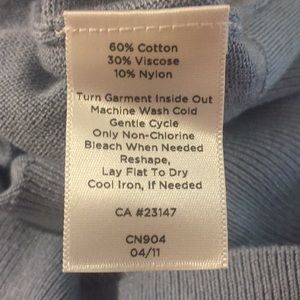 60% Cotton
30% Viscose
10% Nylon
Turn Garment Inside Out
Machine Wash Cold
Gentle Cycle
Only Non-Chlorine
Bleach When Needed
Reshape,
Lay Flat To Dry
Cool Iron, If Needed
CA #23147
CN904
04/11